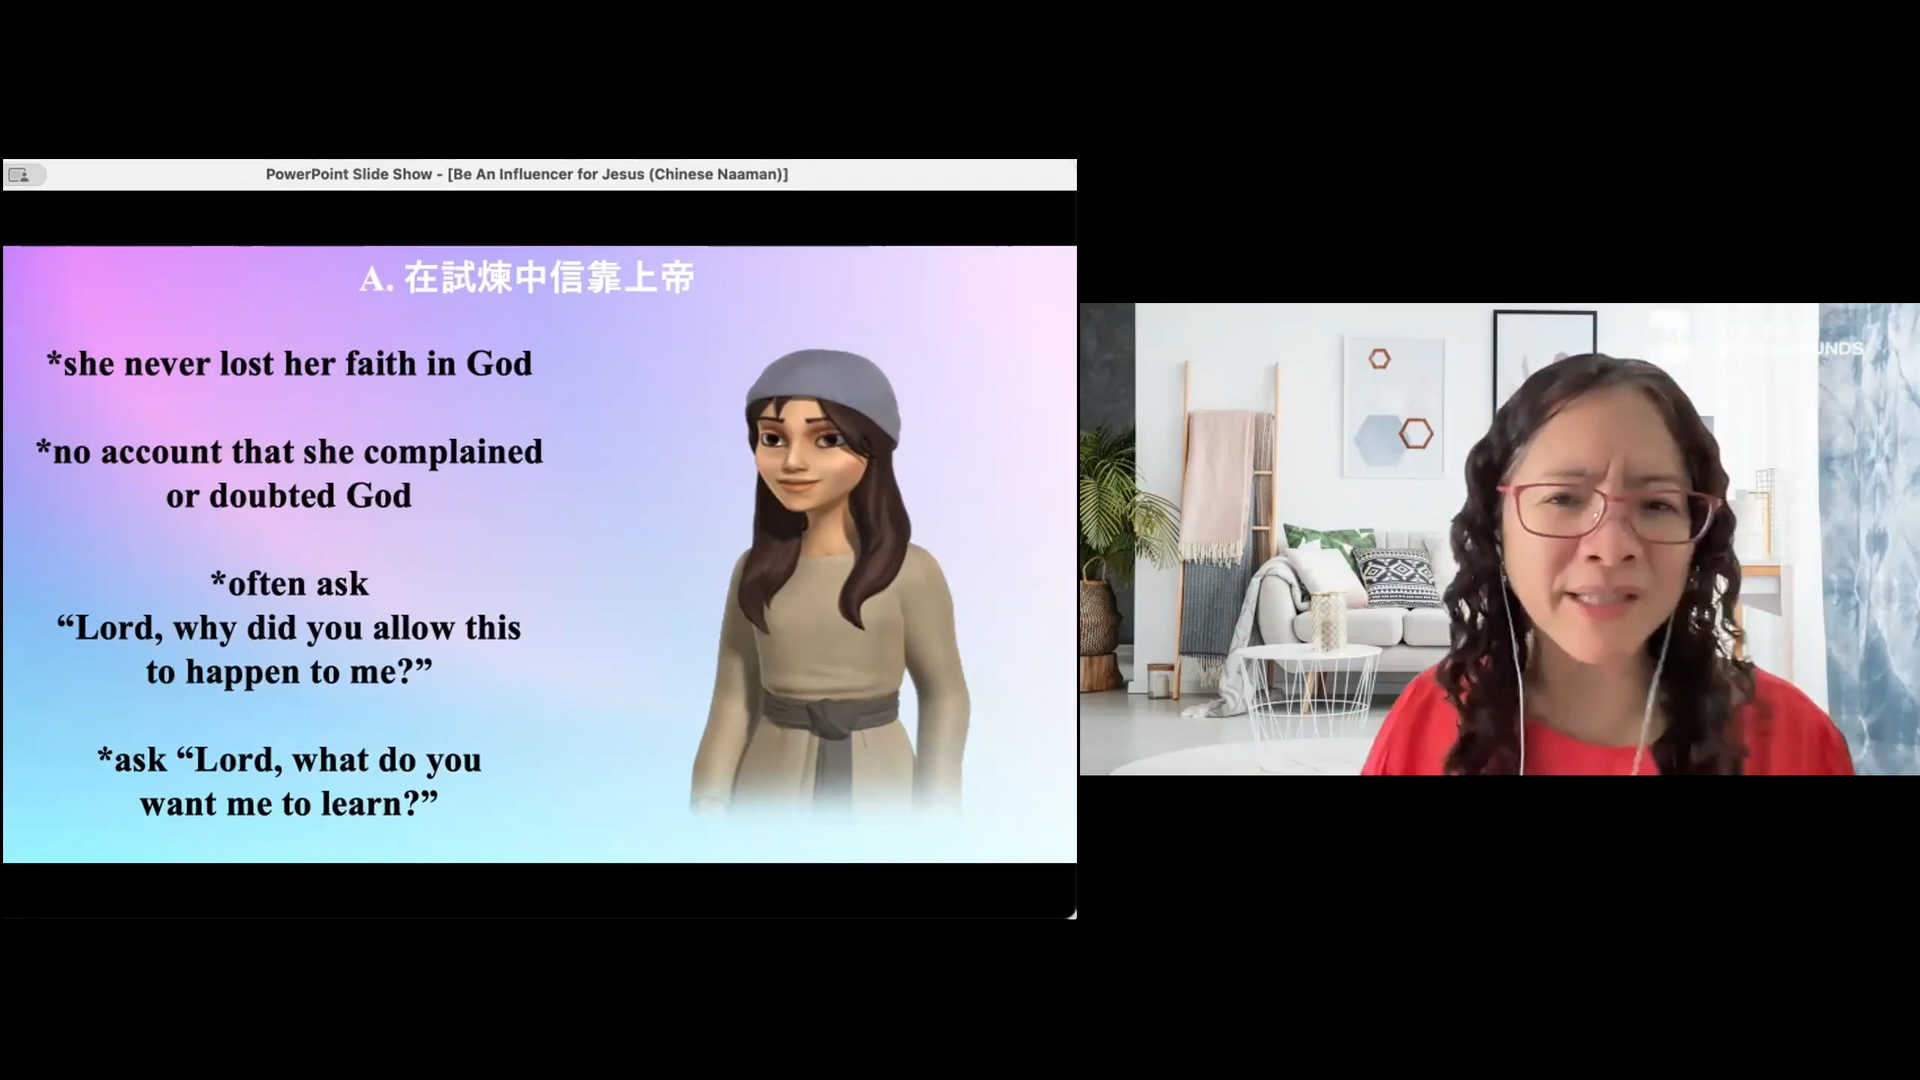 PowerPoint Slide Show - [Be An Influencer for Jesus (Chinese Naaman)]
A. 在試煉中信靠上帝
*she never lost her faith in God
*no account that she complained
or doubted God
*often ask
“Lord, why did you allow this
to happen to me?”
*ask “Lord, what do you
want me to learn?”